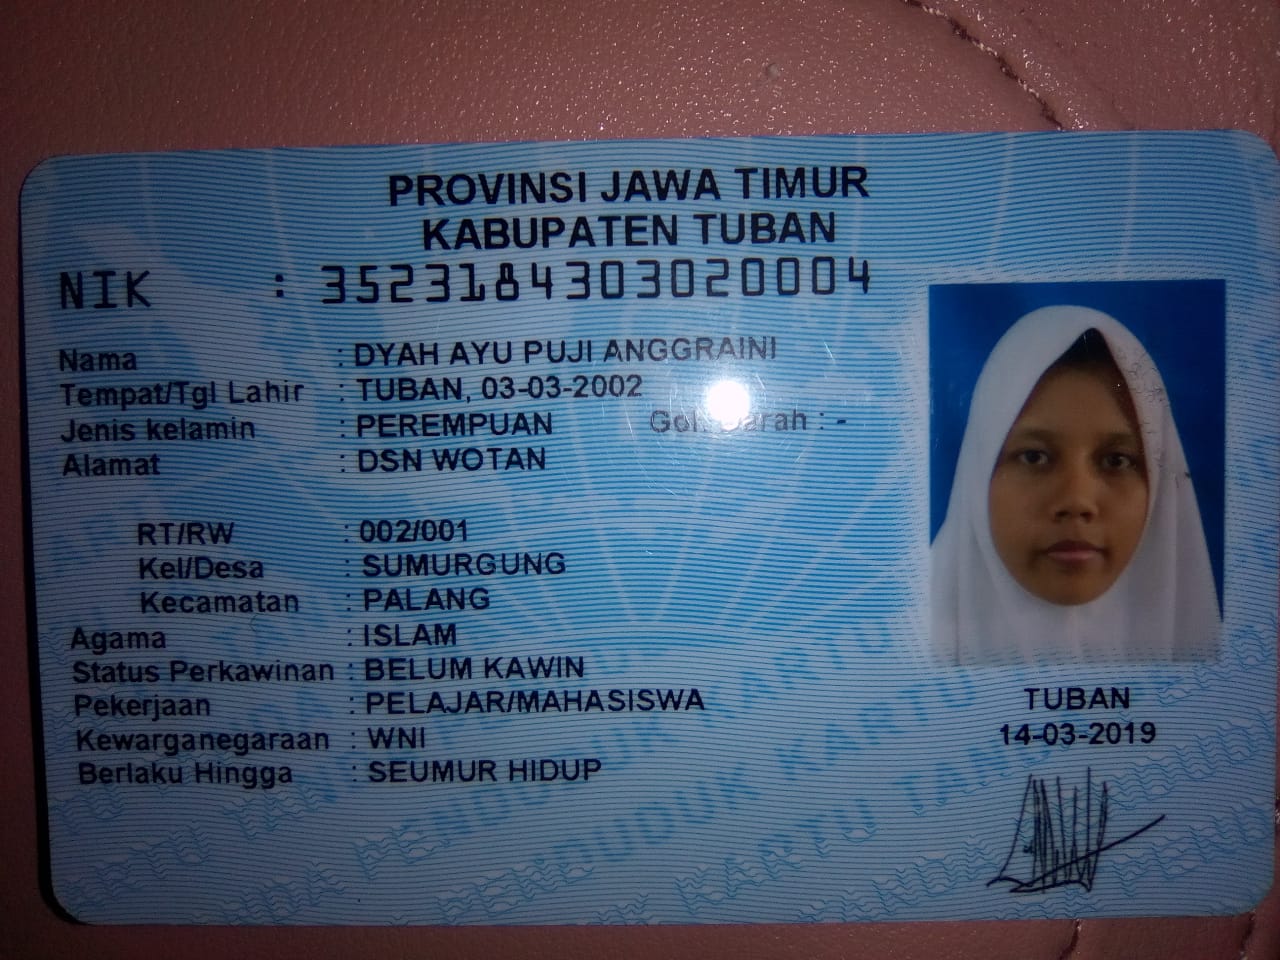 PROVINSI JAWA TIMUR
KABUPATEN TUBAN
NIK : 3523184303020004
Nama : DYAH AYU PUJI ANGGRAINI
Tempat/Tgl Lahir : TUBAN, 03-03-2002
Jenis kelamin : PEREMPUAN Gol. Darah : -
Alamat : DSN WOTAN
RT/RW : 002/001
Kel/Desa : SUMURGUNG
Kecamatan : PALANG
Agama : ISLAM
Status Perkawinan : BELUM KAWIN
Pekerjaan : PELAJAR/MAHASISWA
Kewarganegaraan : WNI
Berlaku Hingga : SEUMUR HIDUP
TUBAN
14-03-2019